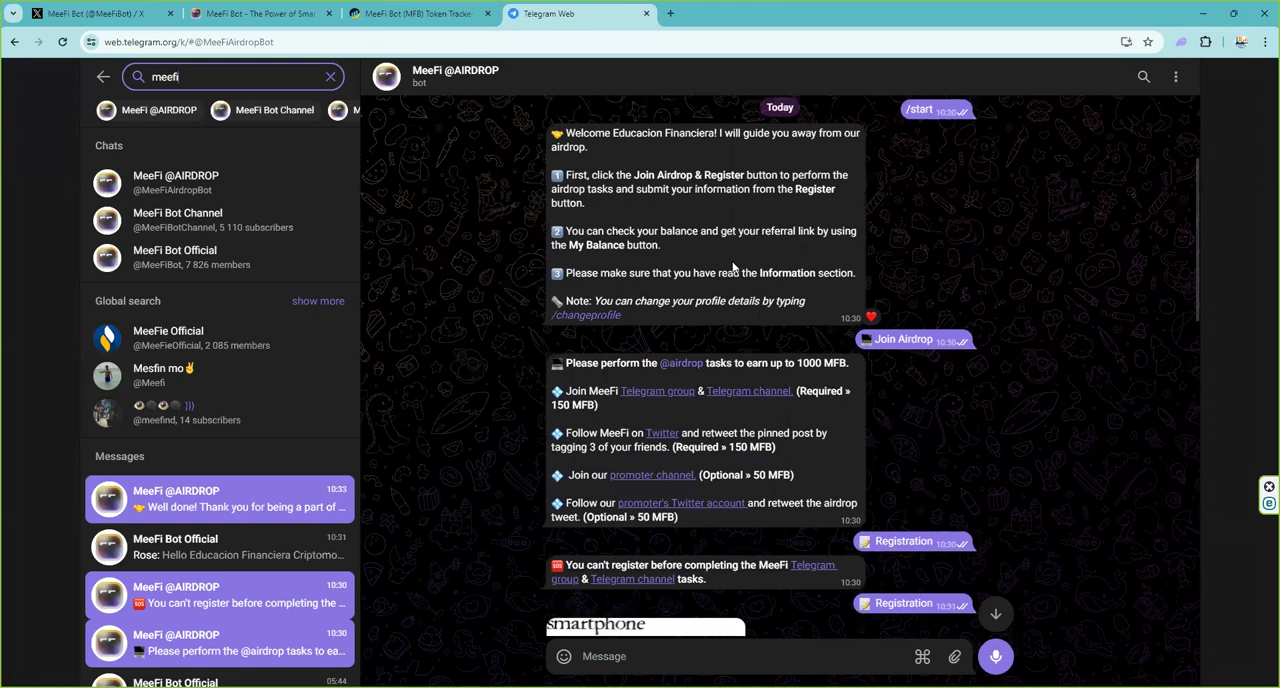 MeeFi Bot (@MeeFiBot) / X
MeeFi Bot - The Power of Smar
MeeFi Bot (MFB) Token Tracke
Telegram Web
web.telegram.org/k/#@MeeFiAirdropBot
meefi
MeeFi @AIRDROP
MeeFi Bot Channel
M
Chats
MeeFi @AIRDROP
@MeeFiAirdropBot
MeeFi Bot Channel
@MeeFiBotChannel, 5 110 subscribers
MeeFi Bot Official
@MeeFiBot, 7 826 members
Global search
show more
MeeFie Official
@MeeFieOfficial, 2 085 members
Mesfin mo✌
@Meefi
)))
@meefind, 14 subscribers
Messages
MeeFi @AIRDROP
10:33
🤝 Well done! Thank you for being a part of ...
MeeFi Bot Official
10:31
Rose: Hello Educacion Financiera Criptomo...
MeeFi @AIRDROP
10:30
🆘 You can't register before completing the ...
MeeFi @AIRDROP
10:30
💻 Please perform the @airdrop tasks to ea...
MeeFi Bot Official
05:44
MeeFi @AIRDROP
bot
Today
/start 10:30
🤝 Welcome Educacion Financiera! I will guide you away from our
airdrop.
1️⃣ First, click the Join Airdrop & Register button to perform the
airdrop tasks and submit your information from the Register
button.
2️⃣ You can check your balance and get your referral link by using
the My Balance button.
3️⃣ Please make sure that you have read the Information section.
Note: You can change your profile details by typing
/changeprofile
10:30
💻 Join Airdrop 10:30
💻 Please perform the @airdrop tasks to earn up to 1000 MFB.
💠 Join MeeFi Telegram group & Telegram channel. (Required »
150 MFB)
💠 Follow MeeFi on Twitter and retweet the pinned post by
tagging 3 of your friends. (Required » 150 MFB)
💠 Join our promoter channel. (Optional » 50 MFB)
💠 Follow our promoter's Twitter account and retweet the airdrop
tweet. (Optional » 50 MFB)
10:30
📝 Registration 10:30
🆘 You can't register before completing the MeeFi Telegram
group & Telegram channel tasks.
10:30
📝 Registration 10:31
smartphone
Message